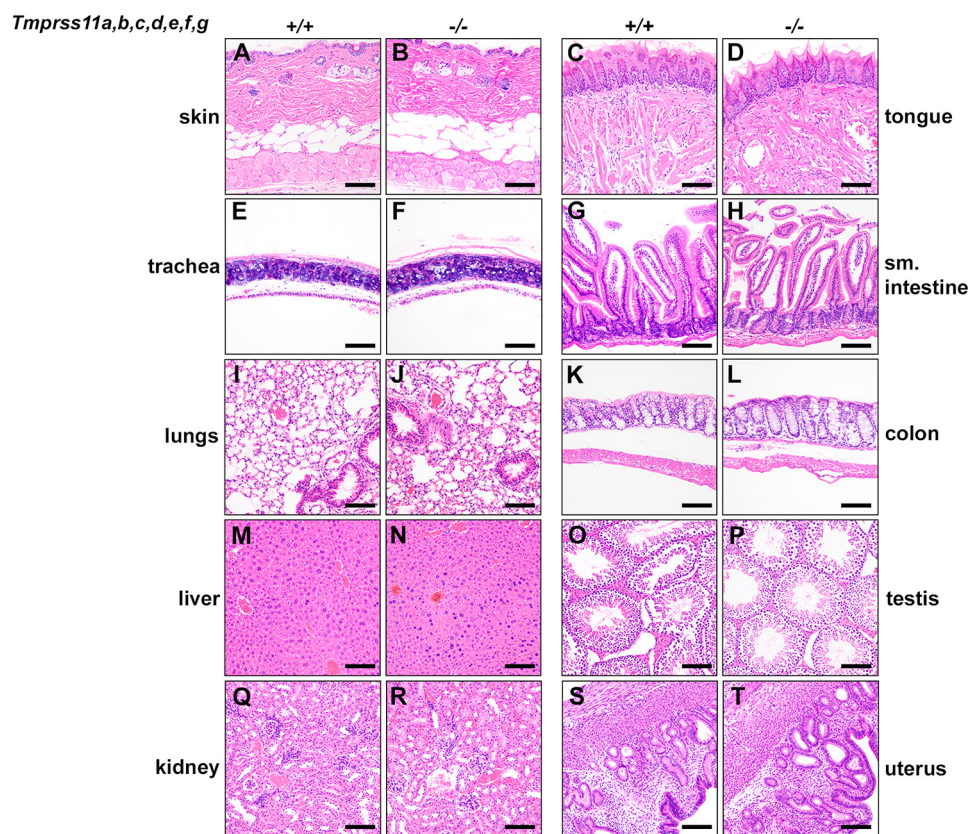 Tmprss11a,b,c,d,e,f,g +/+ -/- +/+ -/-
A B C D
skin tongue
E F G H
trachea sm.
intestine
I J K L
lungs colon
M N O P
liver testis
Q R S T
kidney uterus